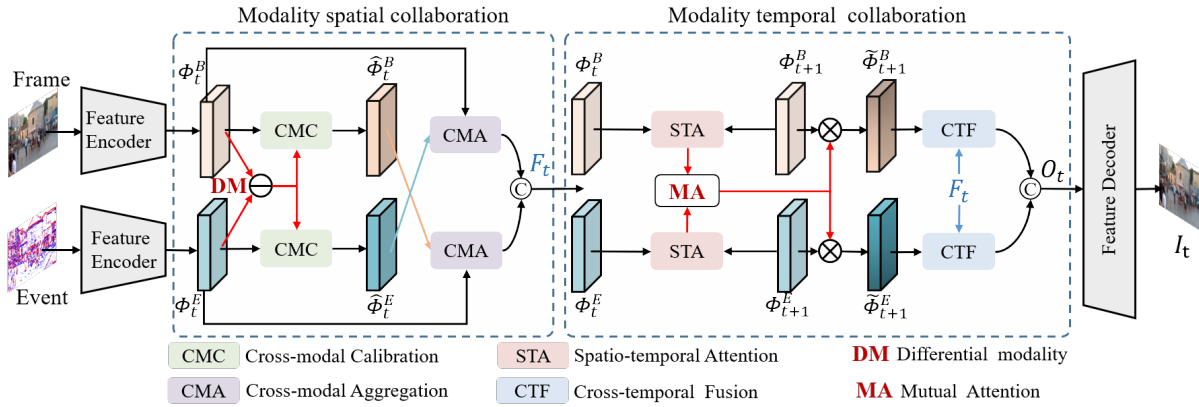 Modality spatial collaboration
Modality temporal collaboration
Frame
Feature
Encoder
Φ_t^B
CMC
Φ̂_t^B
CMA
F_t
DM
C
Event
Feature
Encoder
Φ_t^E
CMC
Φ̂_t^E
CMA
Φ_t^B
STA
Φ_{t+1}^B
Φ̃_{t+1}^B
CTF
MA
F_t
C
O_t
Φ_t^E
STA
Φ_{t+1}^E
Φ̃_{t+1}^E
CTF
Feature Decoder
I_t
CMC Cross-modal Calibration
STA Spatio-temporal Attention
DM Differential modality
CMA Cross-modal Aggregation
CTF Cross-temporal Fusion
MA Mutual Attention